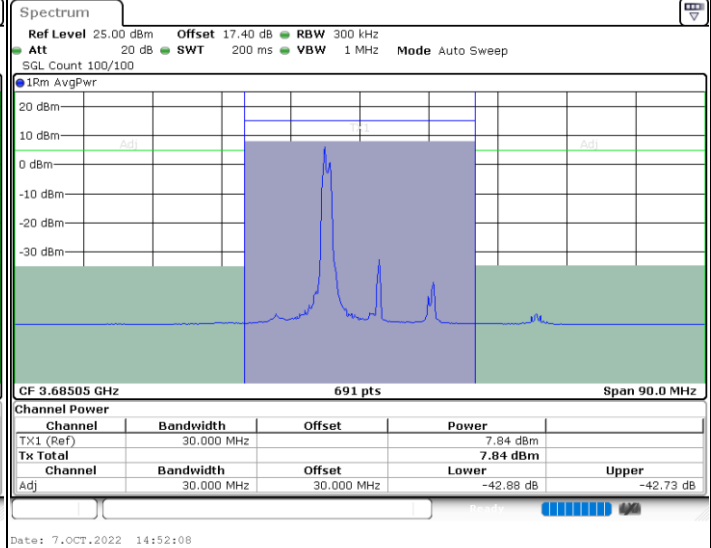 Spectrum
Ref Level 25.00 dBm Offset 17.40 dB RBW 300 kHz
Att 20 dB SWT 200 ms VBW 1 MHz Mode Auto Sweep
SGL Count 100/100
1Rm AvgPwr
20 dBm
TX1
10 dBm
Adj Adj
0 dBm
-10 dBm
-20 dBm
-30 dBm
CF 3.68505 GHz 691 pts Span 90.0 MHz
Channel Power
Channel Bandwidth Offset Power
TX1 (Ref) 30.000 MHz 7.84 dBm
Tx Total 7.84 dBm
Channel Bandwidth Offset Lower Upper
Adj 30.000 MHz 30.000 MHz -42.88 dB -42.73 dB
Ready
Date: 7.OCT.2022 14:52:08